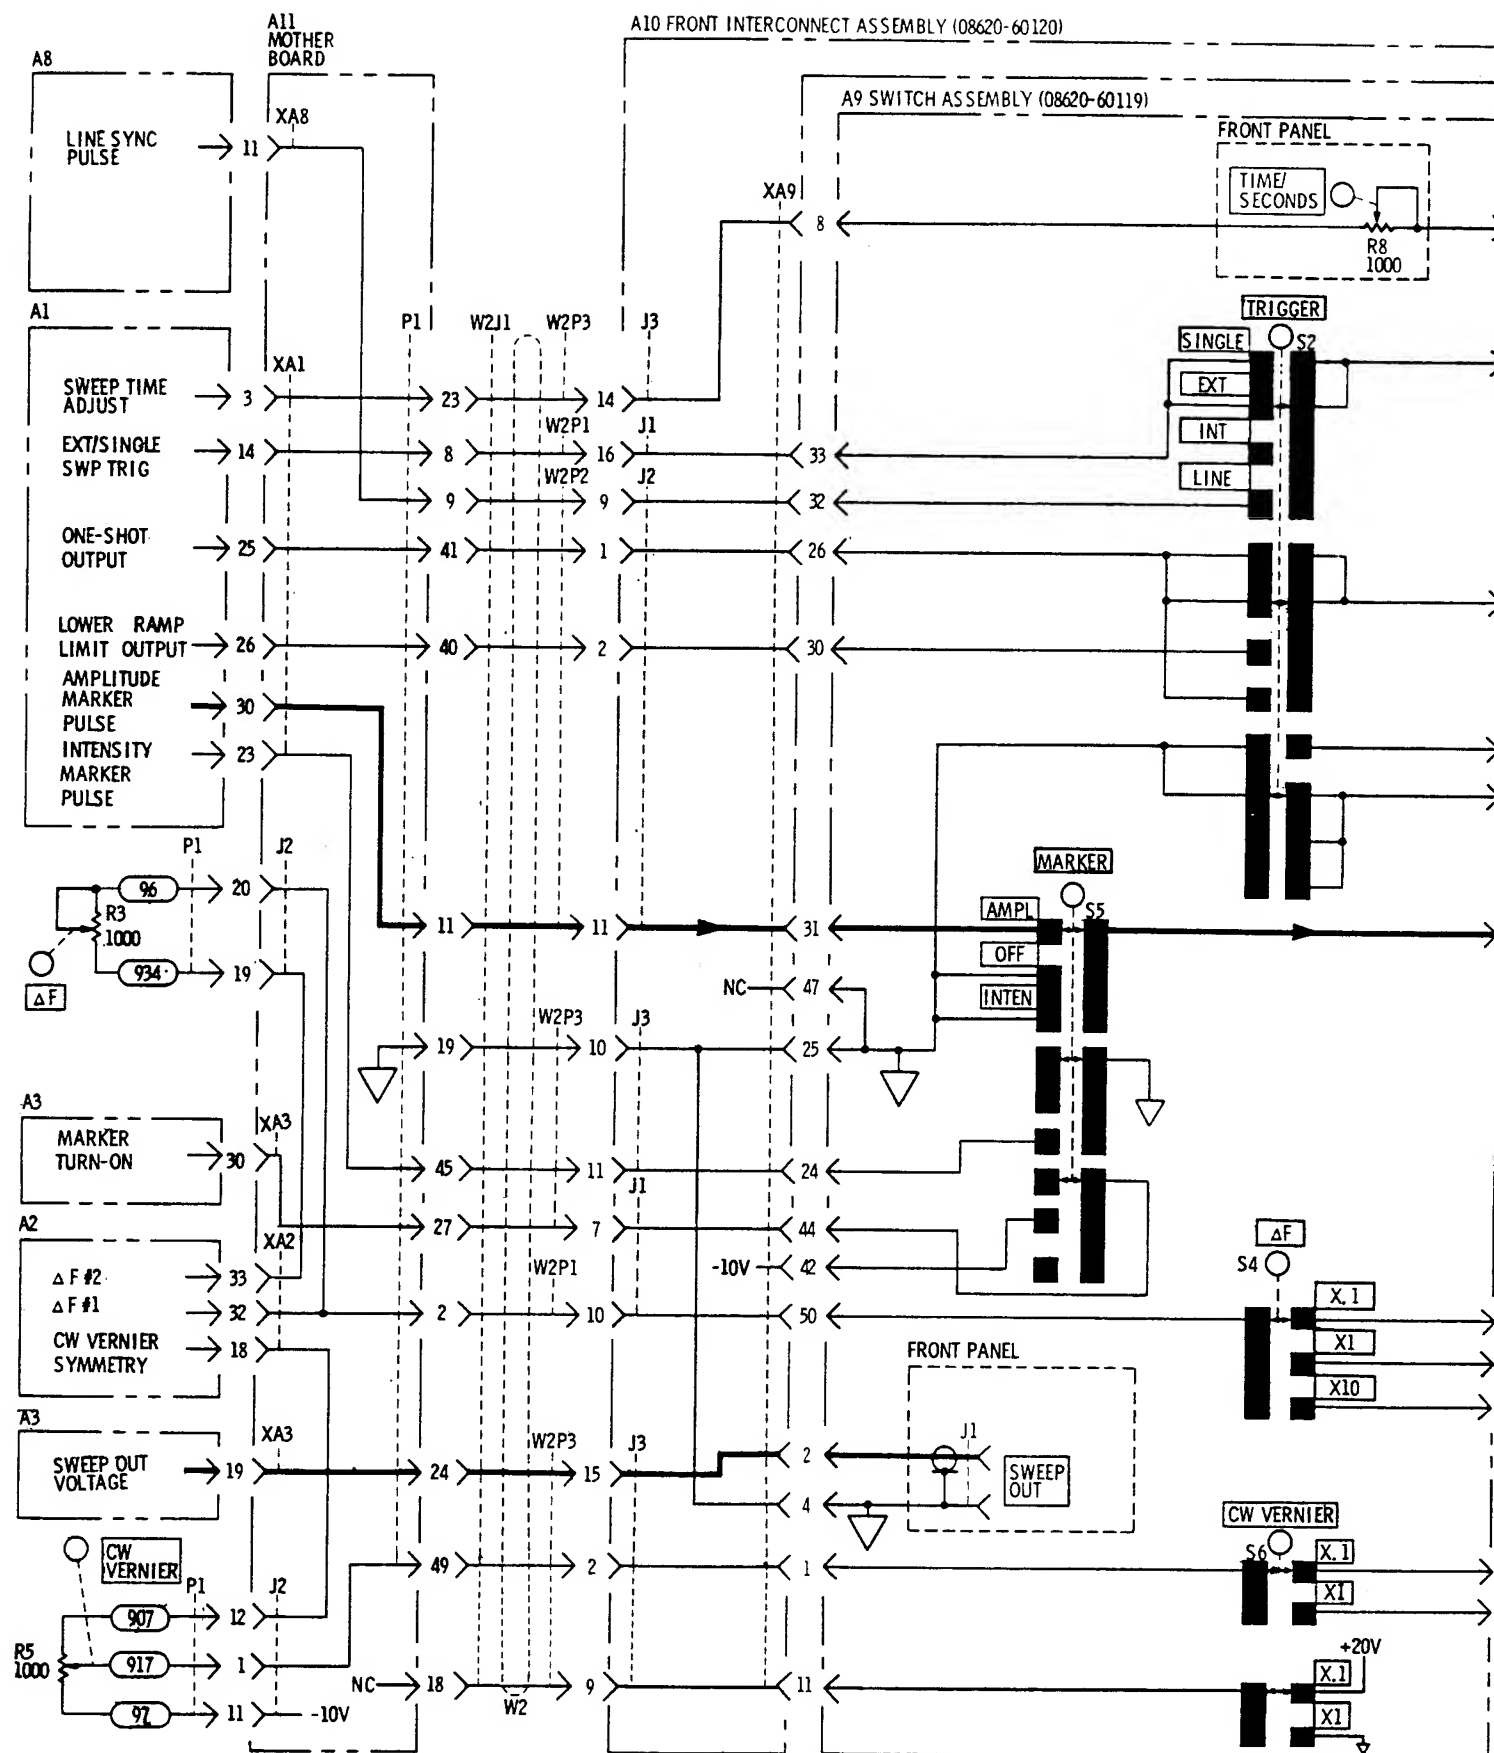 A10 FRONT INTERCONNECT ASSEMBLY (08620-60120)
A11
MOTHER
BOARD
A8
A9 SWITCH ASSEMBLY (08620-60119)
XA8
LINE SYNC
PULSE
11
FRONT PANEL
TIME/
SECONDS
XA9
8
R8
1000
A1
P1
W2J1
W2P3
J3
TRIGGER
S2
SINGLE
XA1
SWEEP TIME
ADJUST
3
23
14
EXT
W2P1
J1
EXT/SINGLE
SWP TRIG
14
8
16
33
INT
W2P2
J2
LINE
9
9
32
ONE-SHOT
OUTPUT
25
41
1
26
LOWER RAMP
LIMIT OUTPUT
26
40
2
30
AMPLITUDE
MARKER
PULSE
30
INTENSITY
MARKER
PULSE
23
P1
J2
MARKER
96
20
R3
1000
AMPL
S5
11
11
31
OFF
934
19
ΔF
NC
47
INTEN
W2P3
J3
19
10
25
A3
XA3
MARKER
TURN-ON
30
45
11
24
J1
27
7
44
A2
XA2
ΔF
S4
ΔF #2
33
-10V
42
W2P1
X.1
ΔF #1
32
2
10
50
CW VERNIER
SYMMETRY
18
X1
FRONT PANEL
X10
A3
XA3
W2P3
J3
J1
2
SWEEP OUT
VOLTAGE
19
24
15
SWEEP
OUT
4
CW VERNIER
CW
VERNIER
S6
X.1
49
2
1
P1
J2
X1
907
12
R5
1000
917
1
+20V
NC
18
9
11
X.1
97
11
-10V
W2
X1